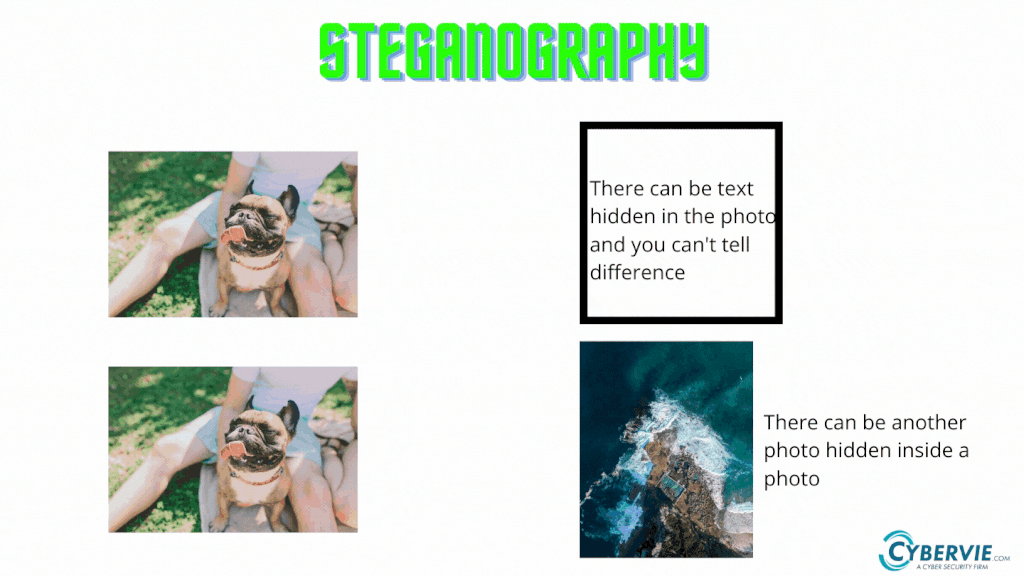 STEGANOGRAPHY
There can be text
hidden in the photo
and you can't tell
difference
There can be another
photo hidden inside a
photo
CYBERVIE.COM
A CYBER SECURITY FIRM